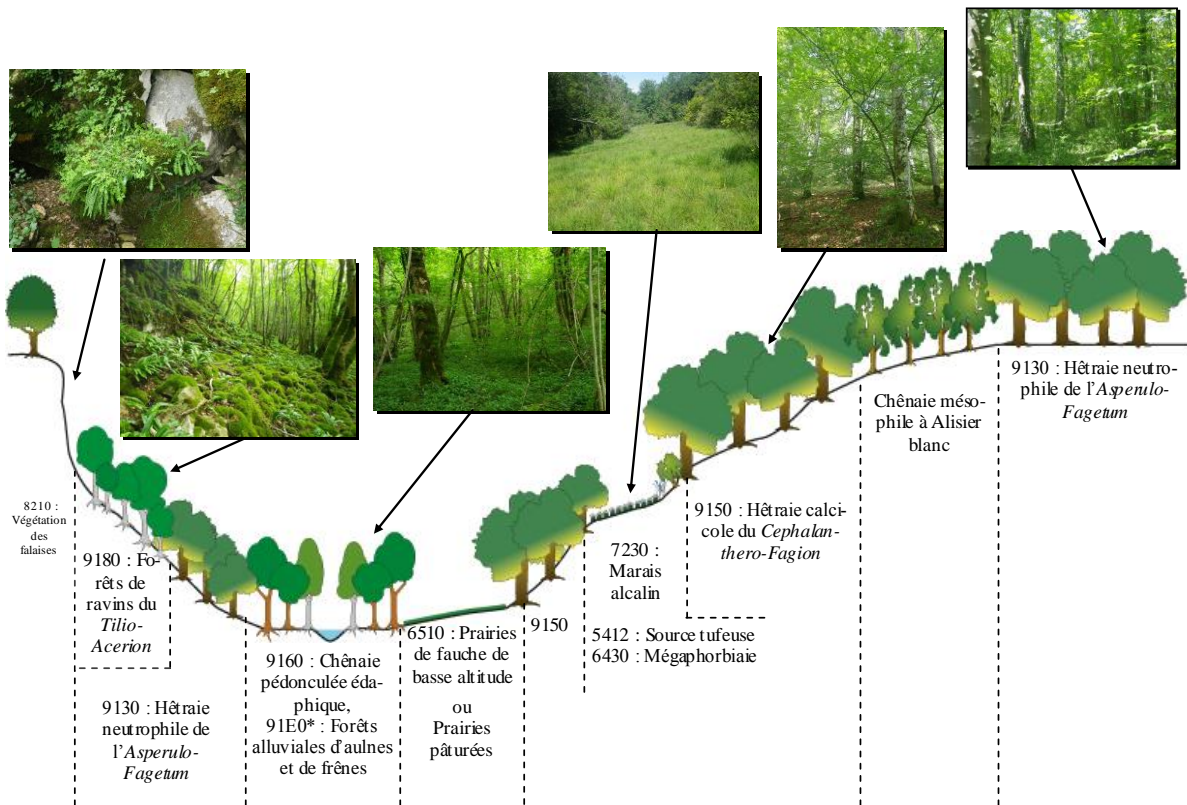 8210 :
Végétation
des
falaises
9180 : Fo-
rêts de
ravins du
Tilio-
Acerion
9130 : Hêtraie
neutrophile de
l'Asperulo-
Fagetum
9160 : Chênaie
pédonculée éda-
phique,
91E0* : Forêts
alluviales d'aulnes
et de frênes
6510 : Prairies
de fauche de
basse altitude
ou
Prairies
pâturées
9150
7230 :
Marais
alcalin
5412 : Source tufeuse
6430 : Mégaphorbiaie
9150 : Hêtraie calci-
cole du Cephalan-
thero-Fagion
Chênaie méso-
phile à Alisier
blanc
9130 : Hêtraie neutro-
phile de l'Asperulo-
Fagetum